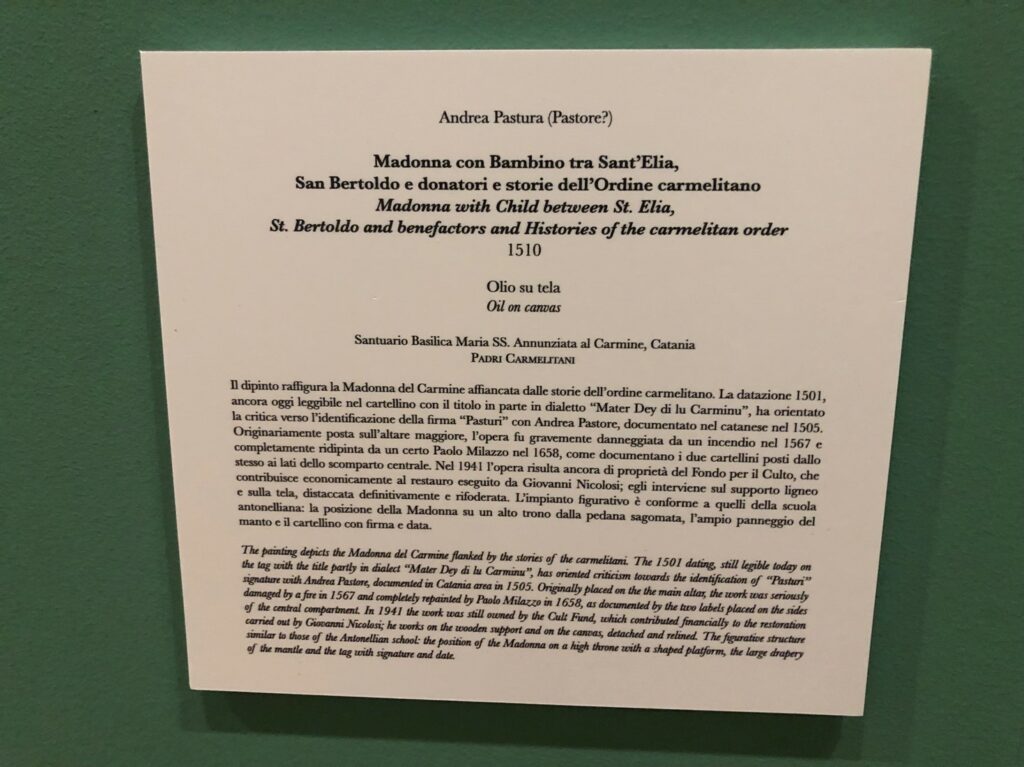 Andrea Pastura (Pastore?)
Madonna con Bambino tra Sant'Elia,
San Bertoldo e donatori e storie dell'Ordine carmelitano
Madonna with Child between St. Elia,
St. Bertoldo and benefactors and Histories of the carmelitan order
1510
Olio su tela
Oil on canvas
Santuario Basilica Maria SS. Annunziata al Carmine, Catania
PADRI CARMELITANI
Il dipinto raffigura la Madonna del Carmine affiancata dalle storie dell'ordine carmelitano. La datazione 1501,
ancora oggi leggibile nel cartellino con il titolo in parte in dialetto "Mater Dey di lu Carminu", ha orientato
la critica verso l'identificazione della firma "Pasturi" con Andrea Pastore, documentato nel catanese nel 1505.
Originariamente posta sull'altare maggiore, l'opera fu gravemente danneggiata da un incendio nel 1567 e
completamente ridipinta da un certo Paolo Milazzo nel 1658, come documentano i due cartellini posti dallo
stesso ai lati dello scomparto centrale. Nel 1941 l'opera risulta ancora di proprietà del Fondo per il Culto, che
contribuisce economicamente al restauro eseguito da Giovanni Nicolosi; egli interviene sul supporto ligneo
e sulla tela, distaccata definitivamente e rifoderata. L'impianto figurativo è conforme a quelli della scuola
antonelliana: la posizione della Madonna su un alto trono dalla pedana sagomata, l'ampio panneggio del
manto e il cartellino con firma e data.
The painting depicts the Madonna del Carmine flanked by the stories of the carmelitani. The 1501 dating, still legible today on
the tag with the title partly in dialect "Mater Dey di lu Carminu", has oriented criticism towards the identification of "Pasturi"
signature with Andrea Pastore, documented in Catania area in 1505. Originally placed on the the main altar, the work was seriously
damaged by a fire in 1567 and completely repainted by Paolo Milazzo in 1658, as documented by the two labels placed on the sides
of the central compartment. In 1941 the work was still owned by the Cult Fund, which contributed financially to the restoration
carried out by Giovanni Nicolosi; he works on the wooden support and on the canvas, detached and relined. The figurative structure
similar to those of the Antonellian school: the position of the Madonna on a high throne with a shaped platform, the large drapery
of the mantle and the tag with signature and date.